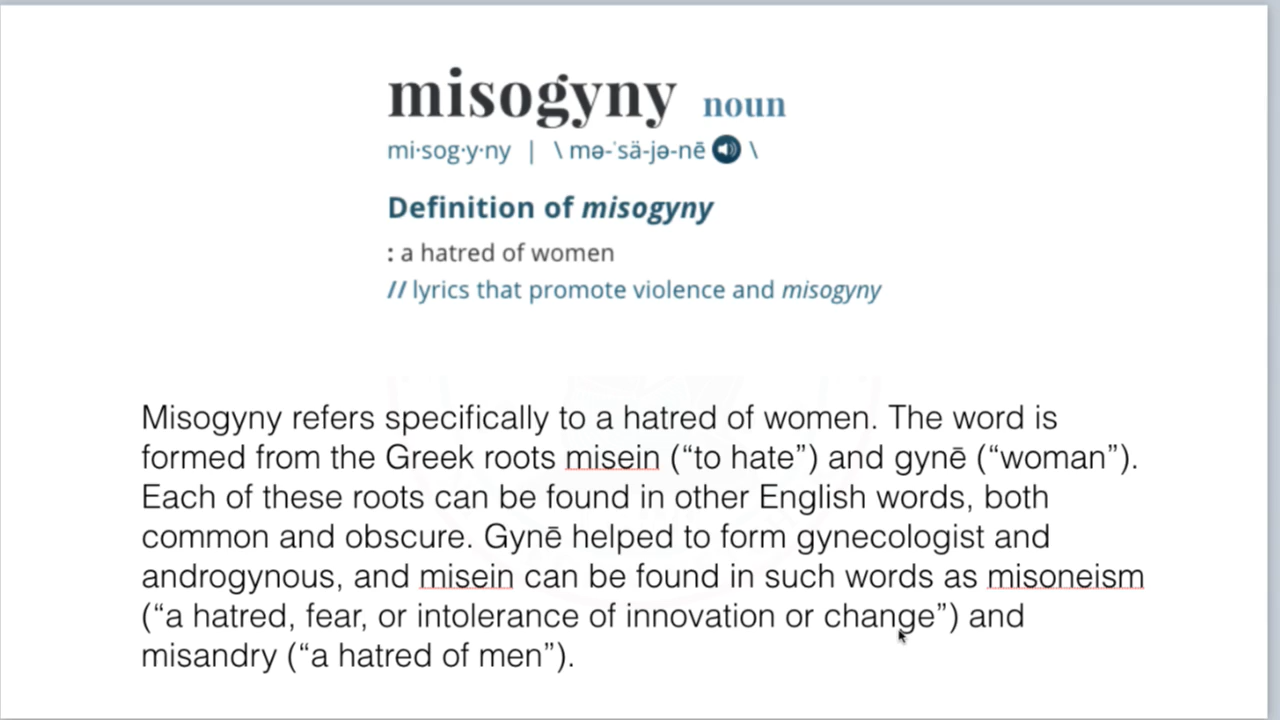 misogyny noun
mi·sog·y·ny | \ mə-ˈsä-jə-nē \
Definition of misogyny
: a hatred of women
// lyrics that promote violence and misogyny
Misogyny refers specifically to a hatred of women. The word is
formed from the Greek roots misein (“to hate”) and gynē (“woman”).
Each of these roots can be found in other English words, both
common and obscure. Gynē helped to form gynecologist and
androgynous, and misein can be found in such words as misoneism
(“a hatred, fear, or intolerance of innovation or change”) and
misandry (“a hatred of men”).